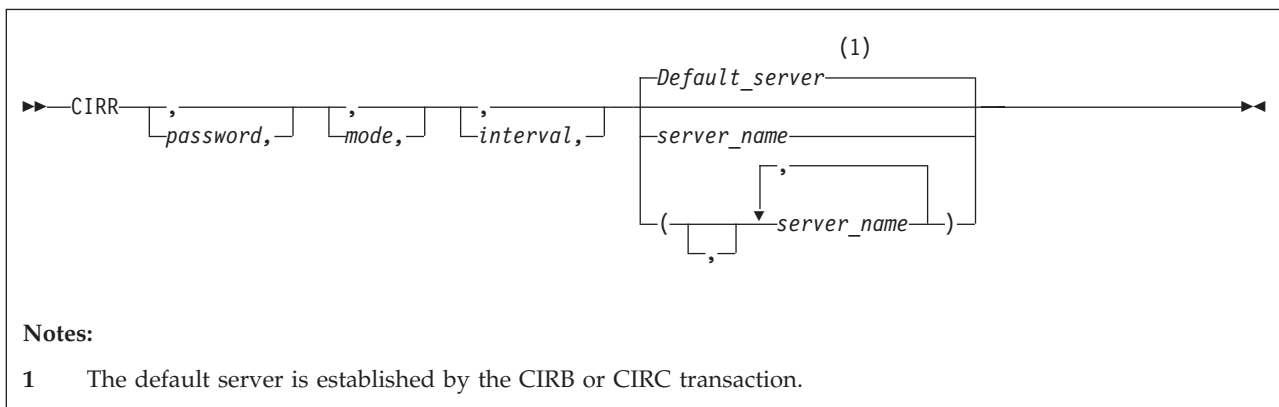 (1)
Default_server
CIRR , , ,
password, mode, interval, server_name
,
( server_name )
,
Notes:
1 The default server is established by the CIRB or CIRC transaction.